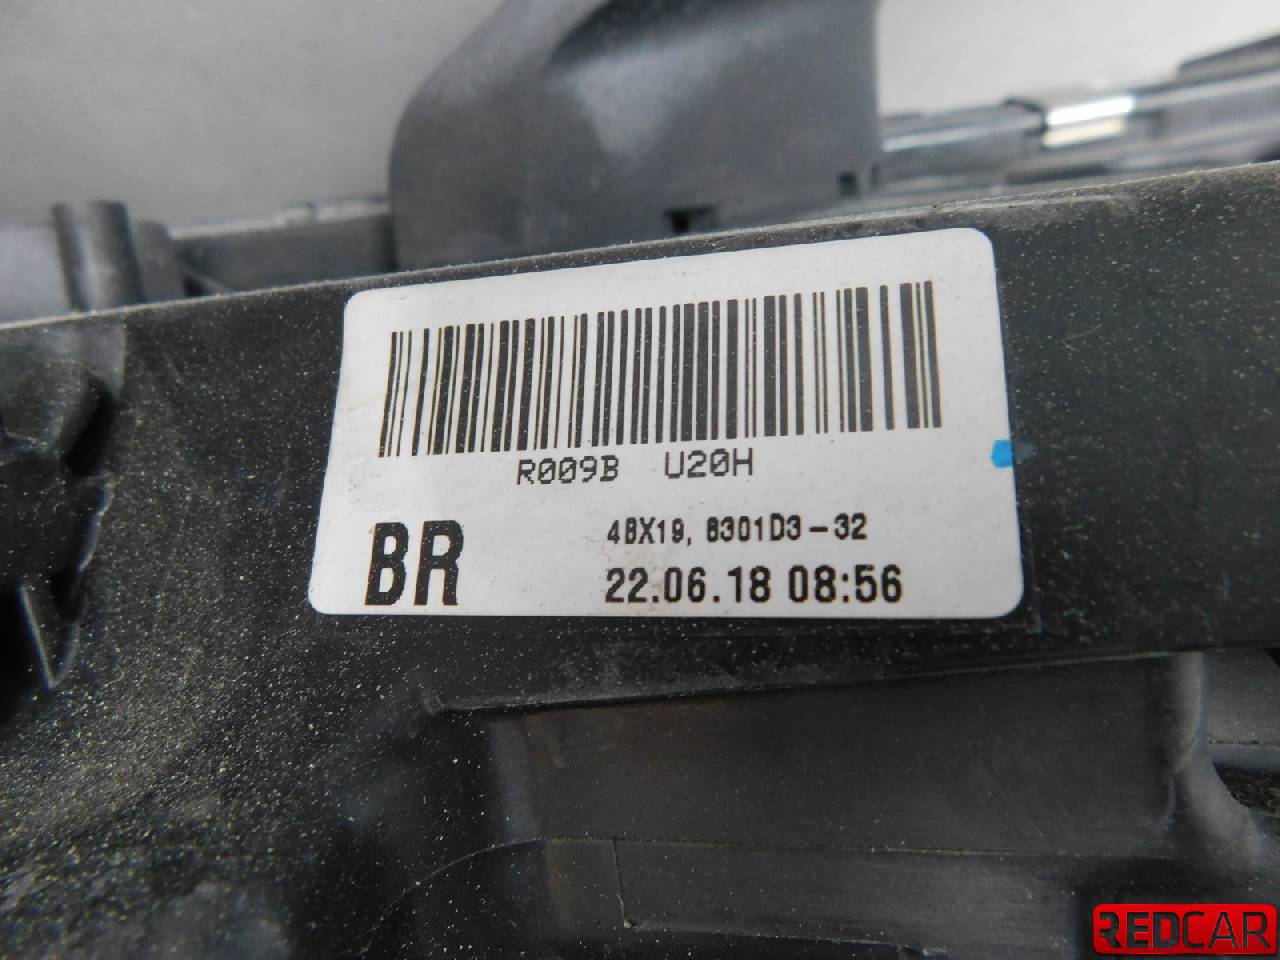 R009B U20H
BR
4BX19, 8301D3-32
22.06.18 08:56
REDCAR